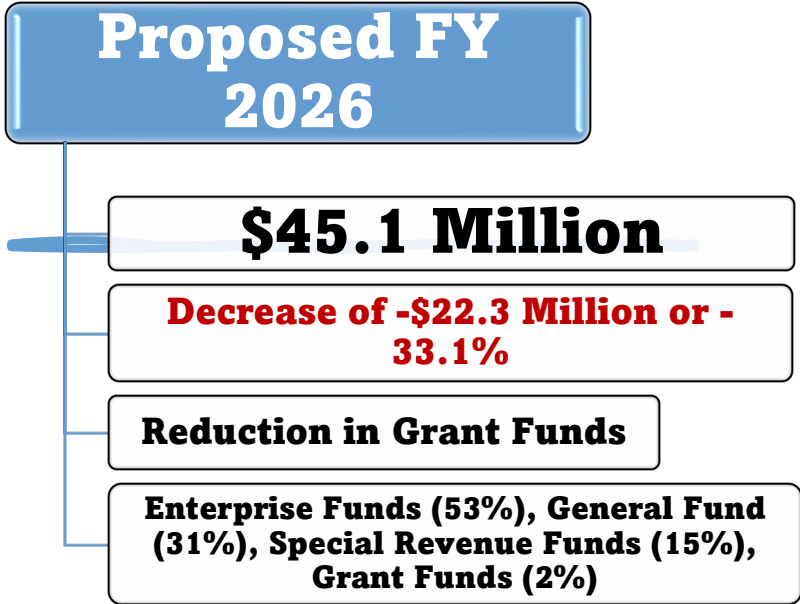 Proposed FY
2026
$45.1 Million
Decrease of -$22.3 Million or -
33.1%
Reduction in Grant Funds
Enterprise Funds (53%), General Fund
(31%), Special Revenue Funds (15%),
Grant Funds (2%)